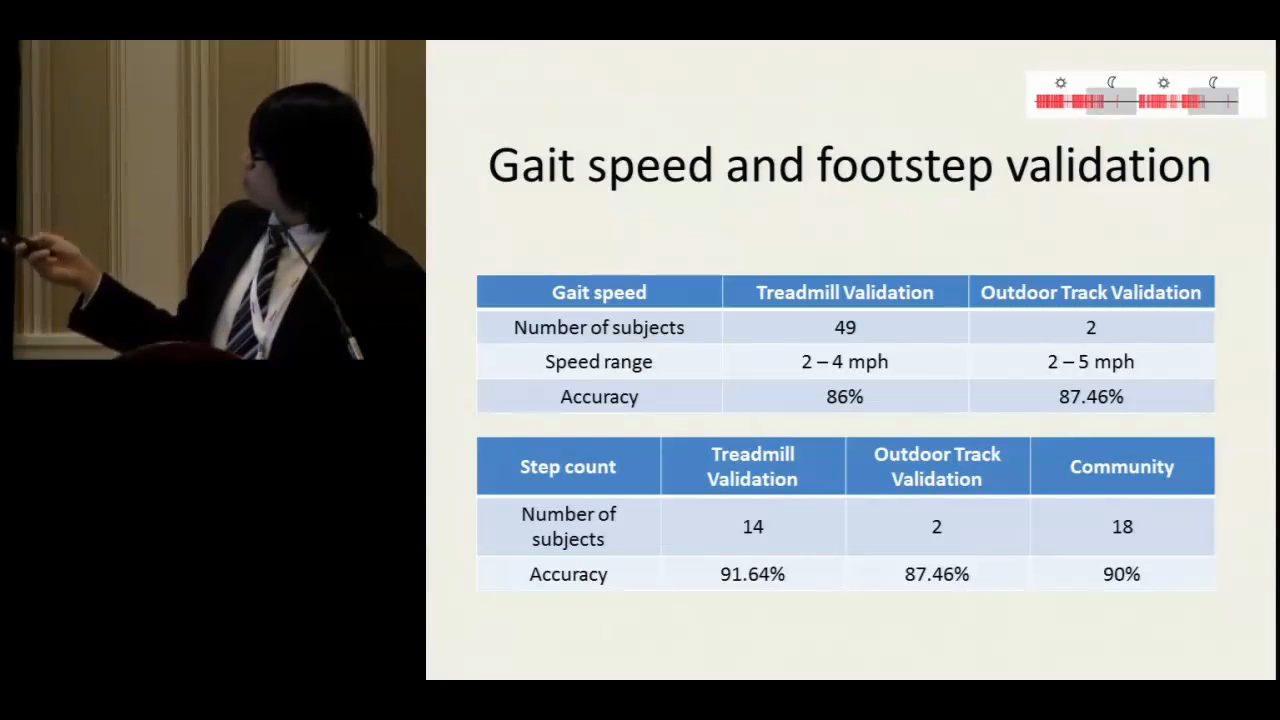 Gait speed and footstep validation
Gait speed Treadmill Validation Outdoor Track Validation
Number of subjects 49 2
Speed range 2 – 4 mph 2 – 5 mph
Accuracy 86% 87.46%
Step count Treadmill Validation Outdoor Track Validation Community
Number of subjects 14 2 18
Accuracy 91.64% 87.46% 90%